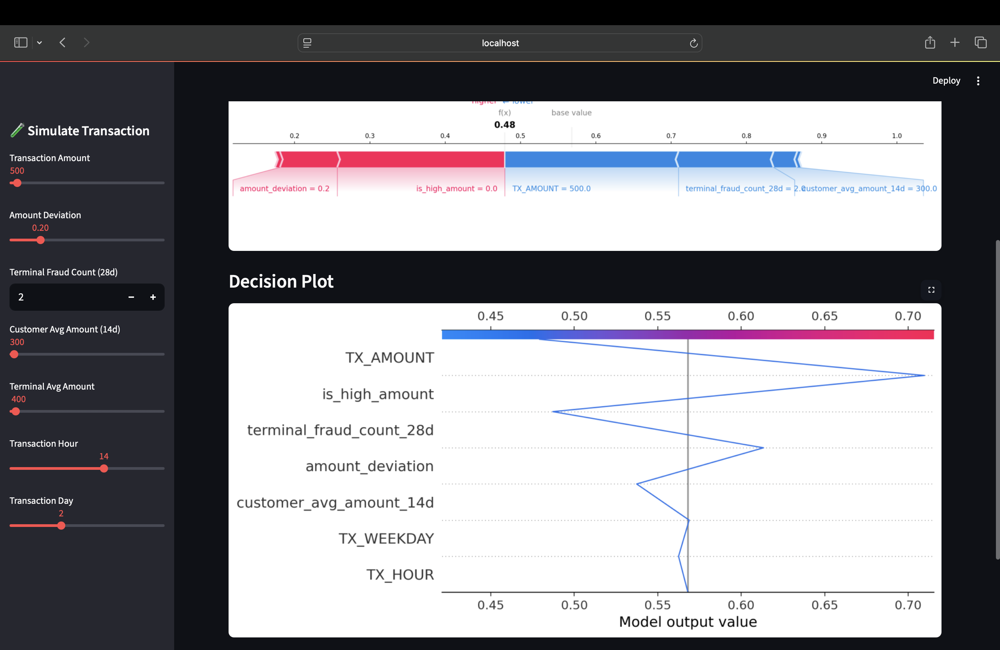 localhost
Deploy
🧪 Simulate Transaction
Transaction Amount
500
Amount Deviation
0.20
Terminal Fraud Count (28d)
2
Customer Avg Amount (14d)
300
Terminal Avg Amount
400
Transaction Hour
14
Transaction Day
2
higher ← lower
f(x) base value
0.48
0.2 0.3 0.4 0.5 0.6 0.7 0.8 0.9 1.0
amount_deviation = 0.2 is_high_amount = 0.0 TX_AMOUNT = 500.0 terminal_fraud_count_28d = 2.0 customer_avg_amount_14d = 300.0
Decision Plot
0.45 0.50 0.55 0.60 0.65 0.70
TX_AMOUNT
is_high_amount
terminal_fraud_count_28d
amount_deviation
customer_avg_amount_14d
TX_WEEKDAY
TX_HOUR
0.45 0.50 0.55 0.60 0.65 0.70
Model output value